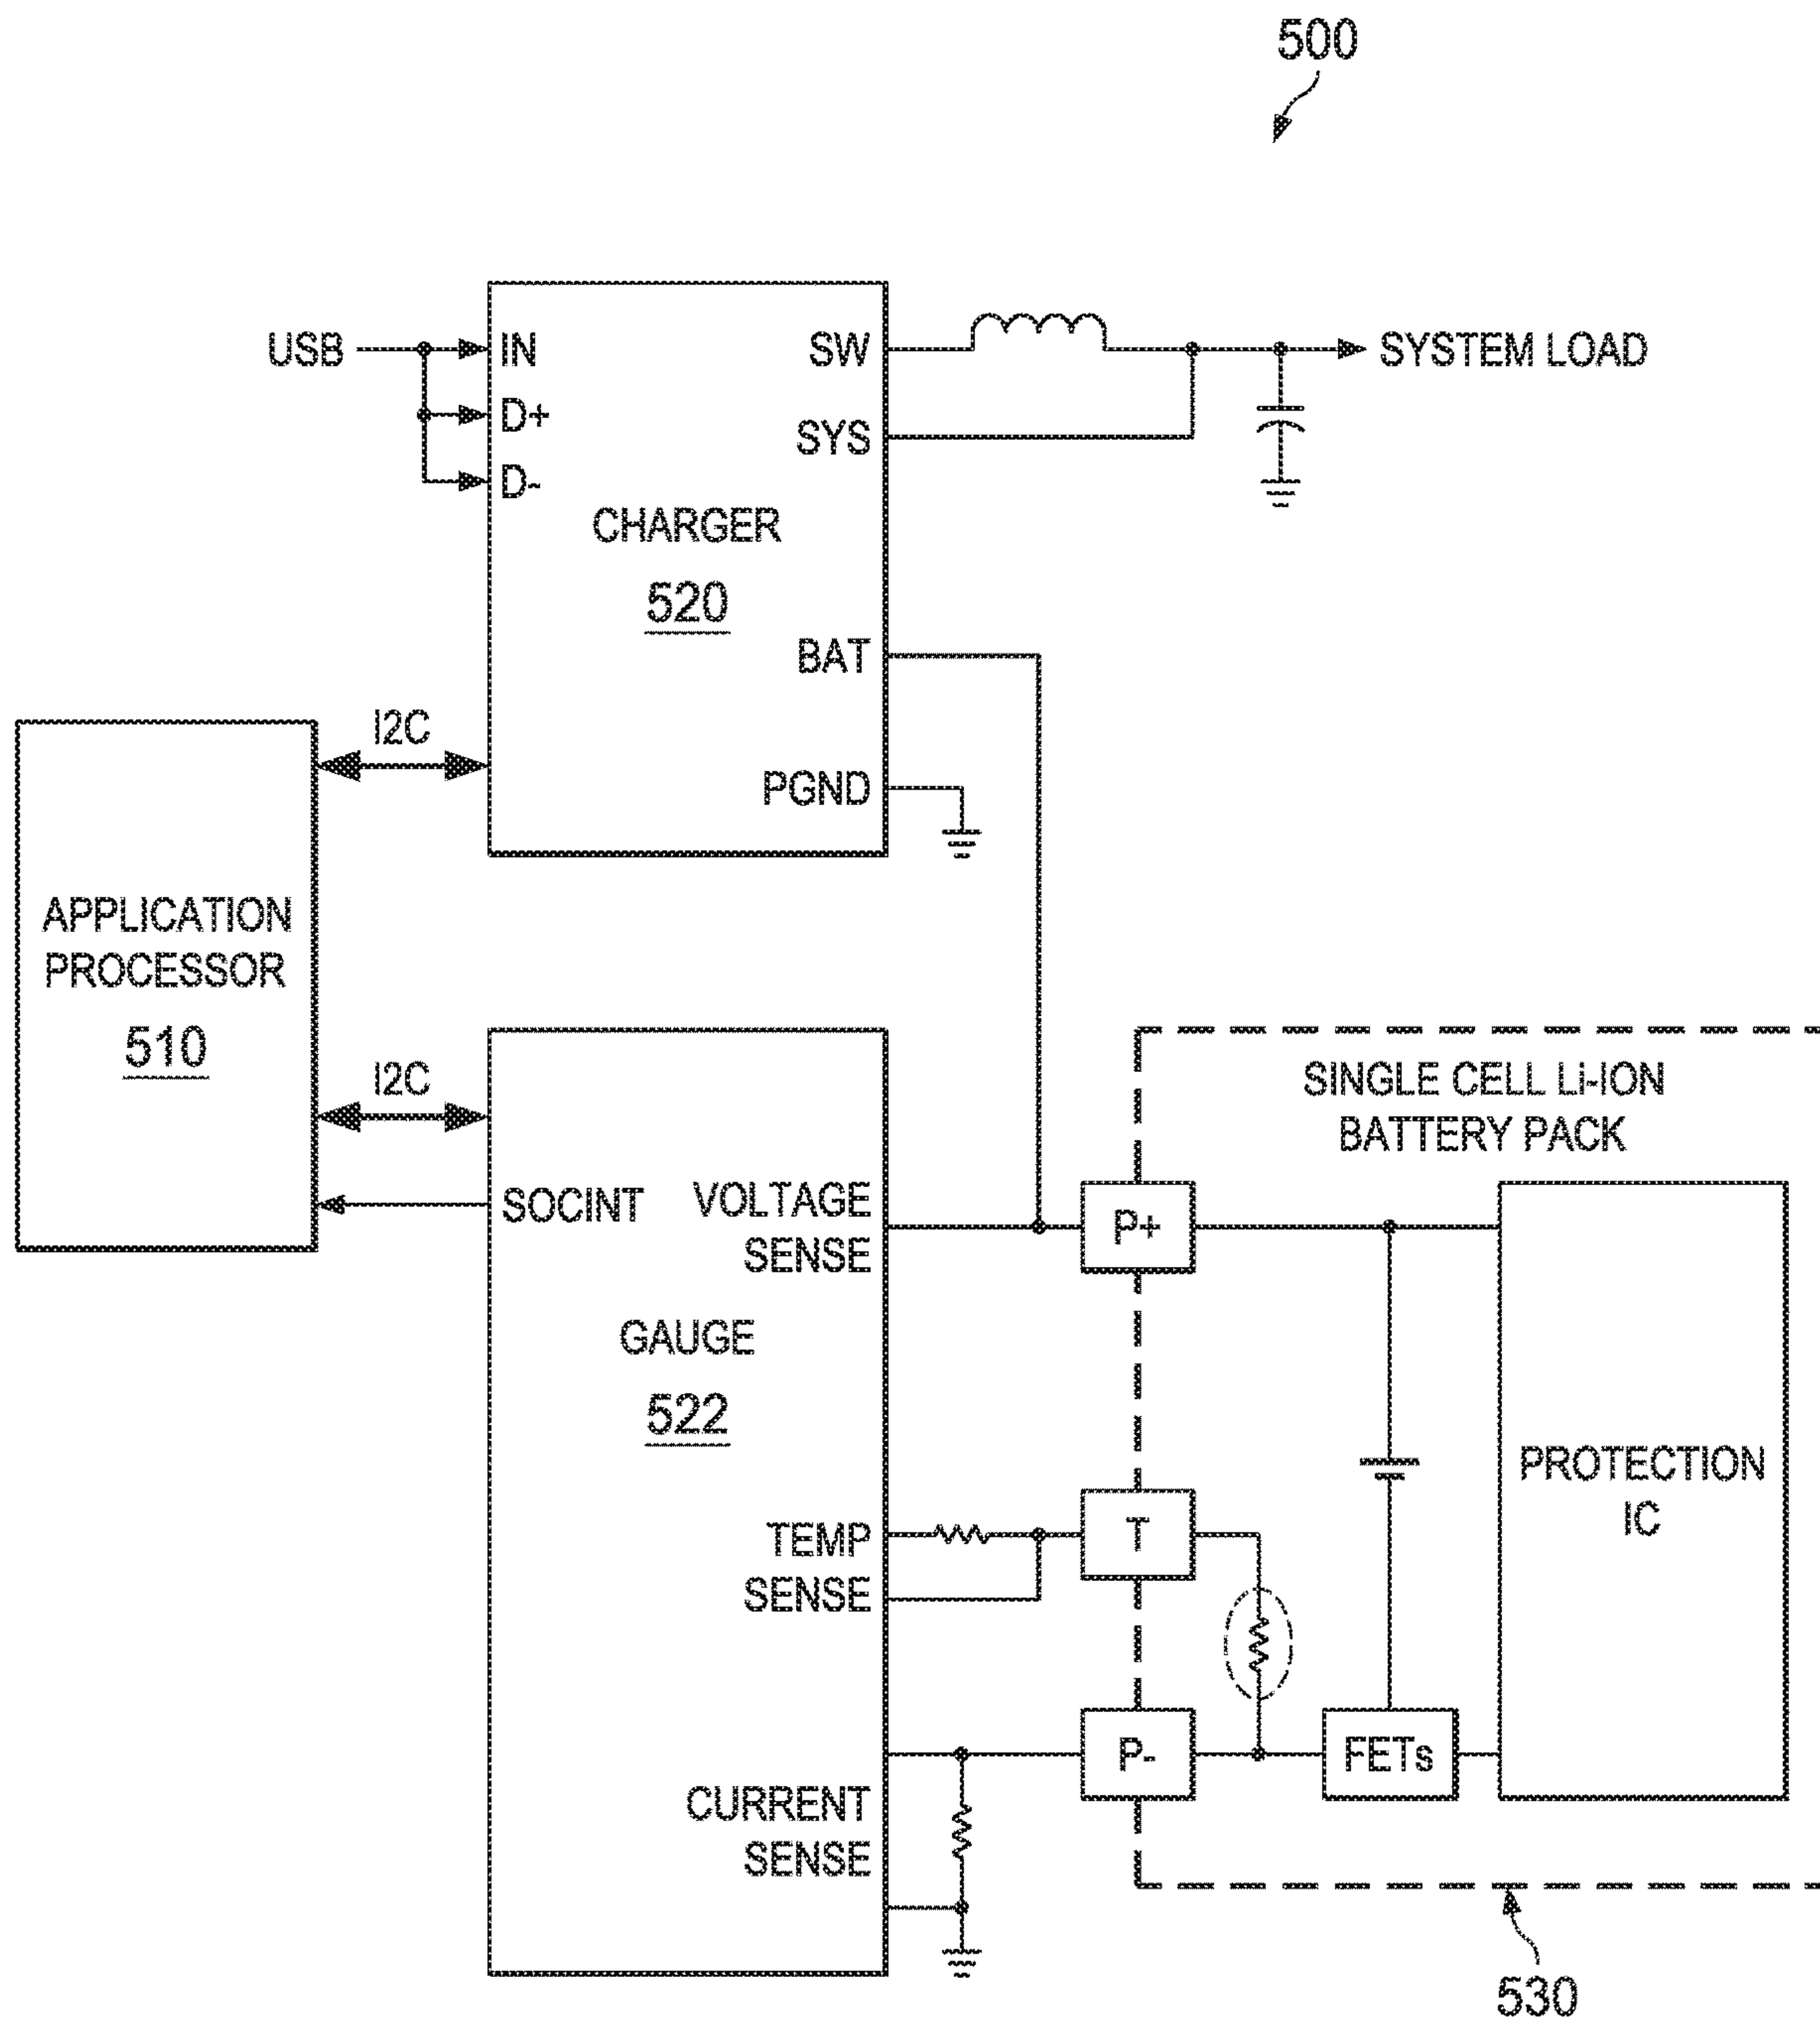 500
USB
IN
SW
SYSTEM LOAD
D+
SYS
D-
CHARGER
520
BAT
I2C
PGND
APPLICATION
PROCESSOR
510
I2C
SINGLE CELL Li-ION
BATTERY PACK
SOCINT
VOLTAGE
SENSE
P+
GAUGE
522
PROTECTION
IC
TEMP
SENSE
T
P-
FETs
CURRENT
SENSE
530